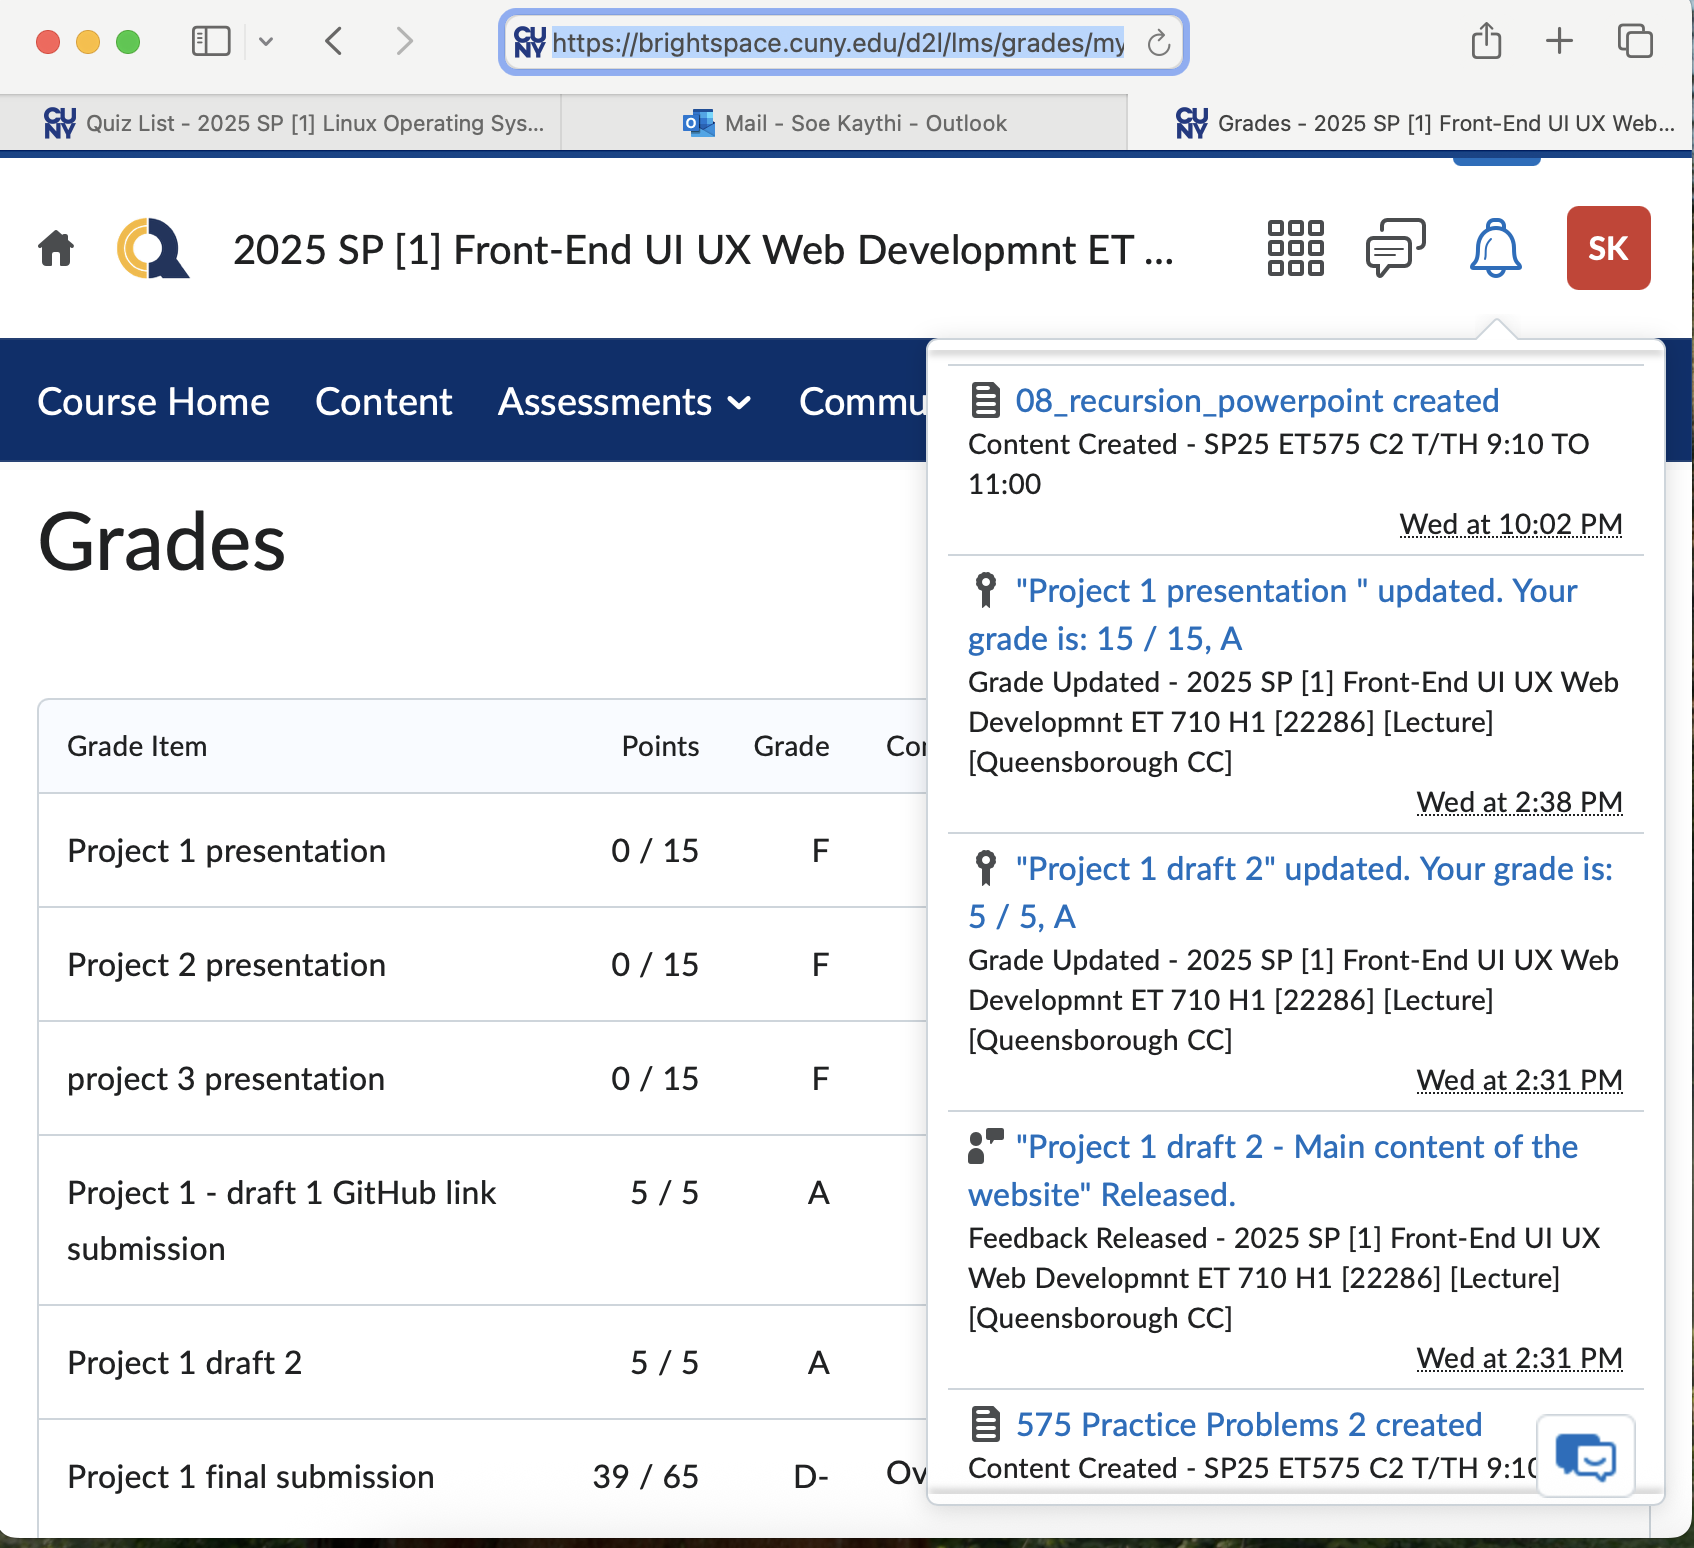 https://brightspace.cuny.edu/d2l/lms/grades/my
CUNY Quiz List - 2025 SP [1] Linux Operating Sys...
Mail - Soe Kaythi - Outlook
CUNY Grades - 2025 SP [1] Front-End UI UX Web...
2025 SP [1] Front-End UI UX Web Developmnt ET ...
SK
Course Home Content Assessments Commu
Grades
Grade Item Points Grade Con
Project 1 presentation 0 / 15 F
Project 2 presentation 0 / 15 F
project 3 presentation 0 / 15 F
Project 1 - draft 1 GitHub link 5 / 5 A
submission
Project 1 draft 2 5 / 5 A
Project 1 final submission 39 / 65 D- Ov
08_recursion_powerpoint created
Content Created - SP25 ET575 C2 T/TH 9:10 TO
11:00
Wed at 10:02 PM
"Project 1 presentation " updated. Your
grade is: 15 / 15, A
Grade Updated - 2025 SP [1] Front-End UI UX Web
Developmnt ET 710 H1 [22286] [Lecture]
[Queensborough CC]
Wed at 2:38 PM
"Project 1 draft 2" updated. Your grade is:
5 / 5, A
Grade Updated - 2025 SP [1] Front-End UI UX Web
Developmnt ET 710 H1 [22286] [Lecture]
[Queensborough CC]
Wed at 2:31 PM
"Project 1 draft 2 - Main content of the
website" Released.
Feedback Released - 2025 SP [1] Front-End UI UX
Web Developmnt ET 710 H1 [22286] [Lecture]
[Queensborough CC]
Wed at 2:31 PM
575 Practice Problems 2 created
Content Created - SP25 ET575 C2 T/TH 9:10